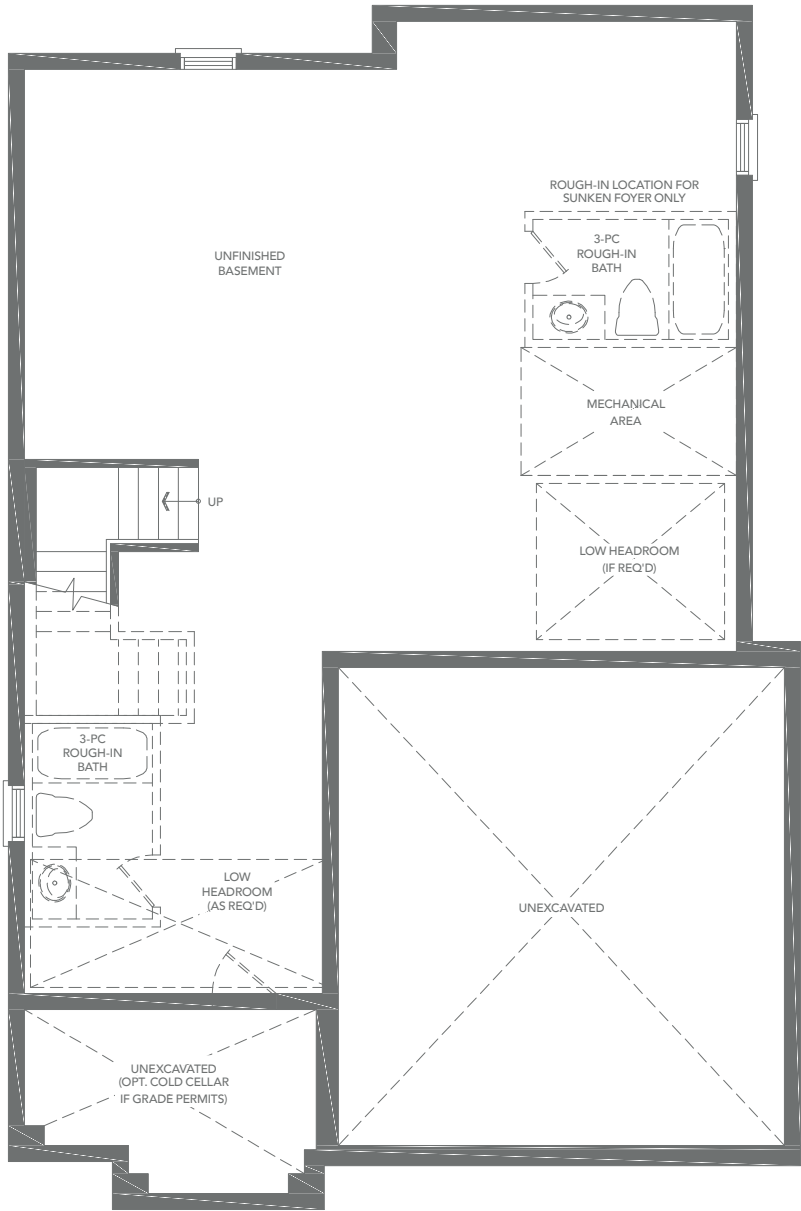 ROUGH-IN LOCATION FOR
SUNKEN FOYER ONLY
3-PC
ROUGH-IN
BATH
UNFINISHED
BASEMENT
MECHANICAL
AREA
UP
LOW HEADROOM
(IF REQ'D)
3-PC
ROUGH-IN
BATH
LOW
HEADROOM
(AS REQ'D)
UNEXCAVATED
UNEXCAVATED
(OPT. COLD CELLAR
IF GRADE PERMITS)